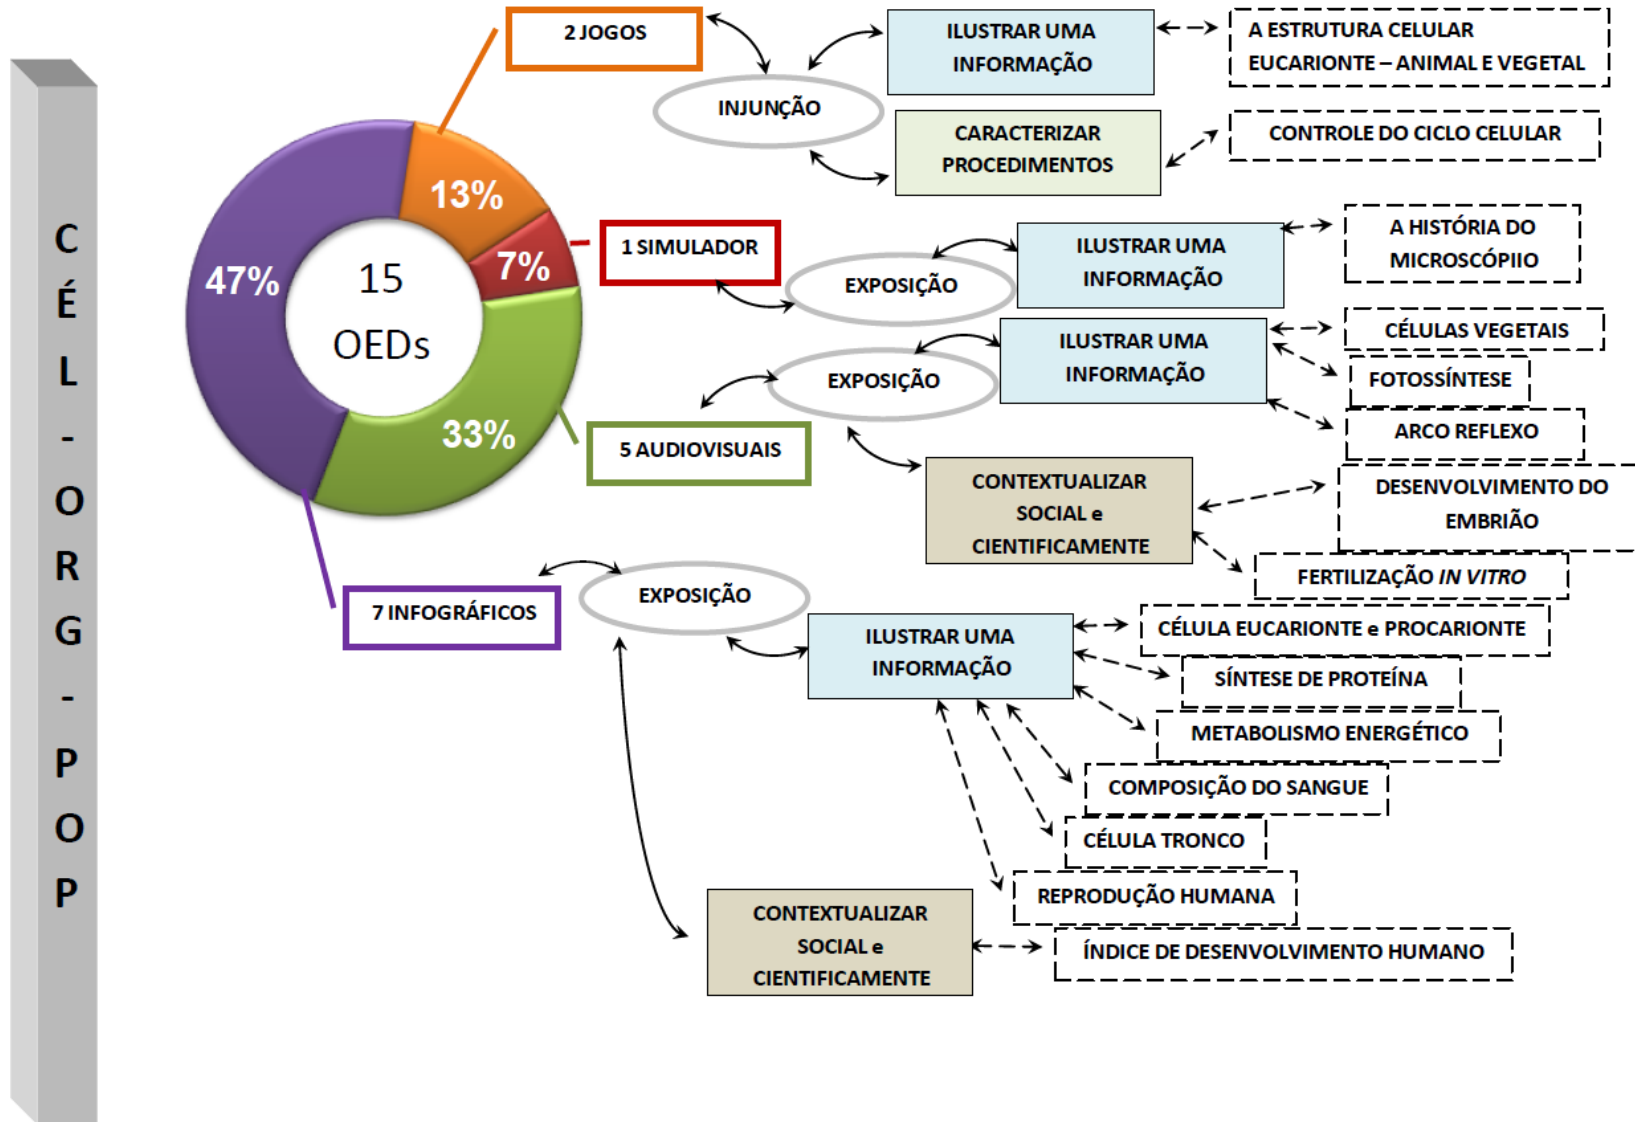 CÉL-ORG-POP
2 JOGOS
INJUNÇÃO
ILUSTRAR UMA
INFORMAÇÃO
A ESTRUTURA CELULAR
EUCARIONTE – ANIMAL E VEGETAL
CARACTERIZAR
PROCEDIMENTOS
CONTROLE DO CICLO CELULAR
13%
7%
47%
33%
15
OEDs
1 SIMULADOR
EXPOSIÇÃO
ILUSTRAR UMA
INFORMAÇÃO
A HISTÓRIA DO
MICROSCÓPIIO
5 AUDIOVISUAIS
EXPOSIÇÃO
ILUSTRAR UMA
INFORMAÇÃO
CÉLULAS VEGETAIS
FOTOSSÍNTESE
ARCO REFLEXO
CONTEXTUALIZAR
SOCIAL e
CIENTIFICAMENTE
DESENVOLVIMENTO DO
EMBRIÃO
FERTILIZAÇÃO IN VITRO
7 INFOGRÁFICOS
EXPOSIÇÃO
ILUSTRAR UMA
INFORMAÇÃO
CÉLULA EUCARIONTE e PROCARIONTE
SÍNTESE DE PROTEÍNA
METABOLISMO ENERGÉTICO
COMPOSIÇÃO DO SANGUE
CÉLULA TRONCO
REPRODUÇÃO HUMANA
CONTEXTUALIZAR
SOCIAL e
CIENTIFICAMENTE
ÍNDICE DE DESENVOLVIMENTO HUMANO